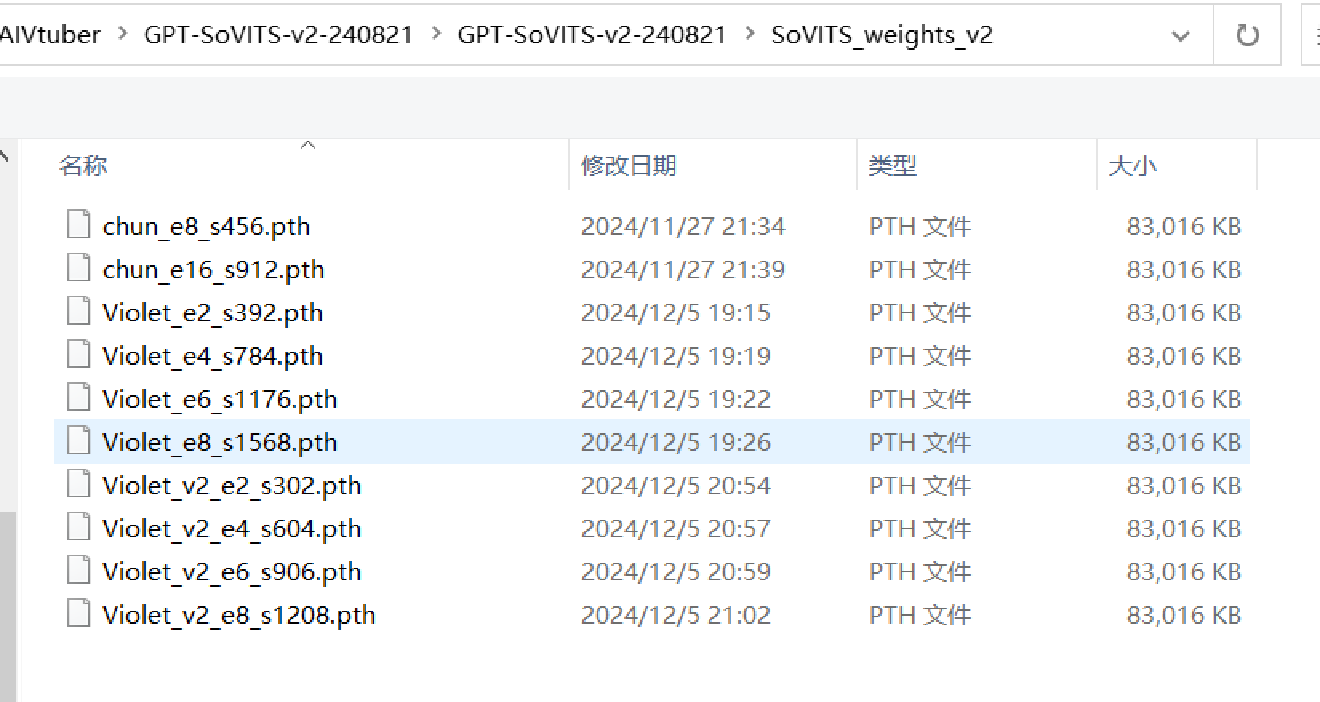 AIVtuber > GPT-SoVITS-v2-240821 > GPT-SoVITS-v2-240821 > SoVITS_weights_v2
名称 修改日期 类型 大小
chun_e8_s456.pth 2024/11/27 21:34 PTH 文件 83,016 KB
chun_e16_s912.pth 2024/11/27 21:39 PTH 文件 83,016 KB
Violet_e2_s392.pth 2024/12/5 19:15 PTH 文件 83,016 KB
Violet_e4_s784.pth 2024/12/5 19:19 PTH 文件 83,016 KB
Violet_e6_s1176.pth 2024/12/5 19:22 PTH 文件 83,016 KB
Violet_e8_s1568.pth 2024/12/5 19:26 PTH 文件 83,016 KB
Violet_v2_e2_s302.pth 2024/12/5 20:54 PTH 文件 83,016 KB
Violet_v2_e4_s604.pth 2024/12/5 20:57 PTH 文件 83,016 KB
Violet_v2_e6_s906.pth 2024/12/5 20:59 PTH 文件 83,016 KB
Violet_v2_e8_s1208.pth 2024/12/5 21:02 PTH 文件 83,016 KB